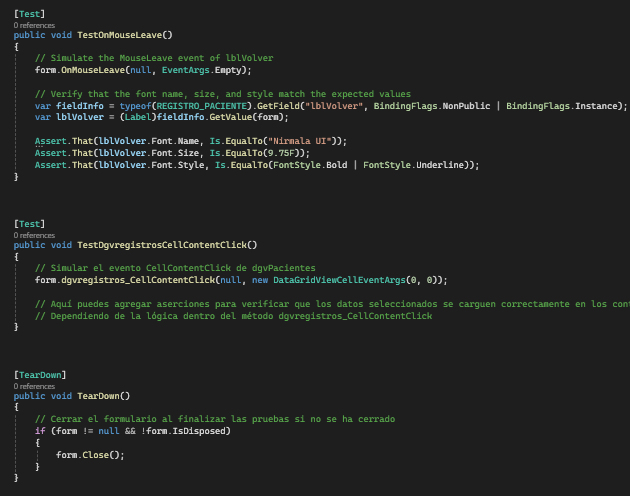 [Test]
0 references
public void TestOnMouseLeave()
{
// Simulate the MouseLeave event of lblVolver
form.OnMouseLeave(null, EventArgs.Empty);
// Verify that the font name, size, and style match the expected values
var fieldInfo = typeof(REGISTRO_PACIENTE).GetField("lblVolver", BindingFlags.NonPublic | BindingFlags.Instance);
var lblVolver = (Label)fieldInfo.GetValue(form);
Assert.That(lblVolver.Font.Name, Is.EqualTo("Nirmala UI"));
Assert.That(lblVolver.Font.Size, Is.EqualTo(9.75F));
Assert.That(lblVolver.Font.Style, Is.EqualTo(FontStyle.Bold | FontStyle.Underline));
}
[Test]
0 references
public void TestDgvregistrosCellContentClick()
{
// Simular el evento CellContentClick de dgvPacientes
form.dgvregistros_CellContentClick(null, new DataGridViewCellEventArgs(0, 0));
// Aquí puedes agregar aserciones para verificar que los datos seleccionados se carguen correctamente en los con
// Dependiendo de la lógica dentro del método dgvregistros_CellContentClick
}
[TearDown]
0 references
public void TearDown()
{
// Cerrar el formulario al finalizar las pruebas si no se ha cerrado
if (form != null && !form.IsDisposed)
{
form.Close();
}
}